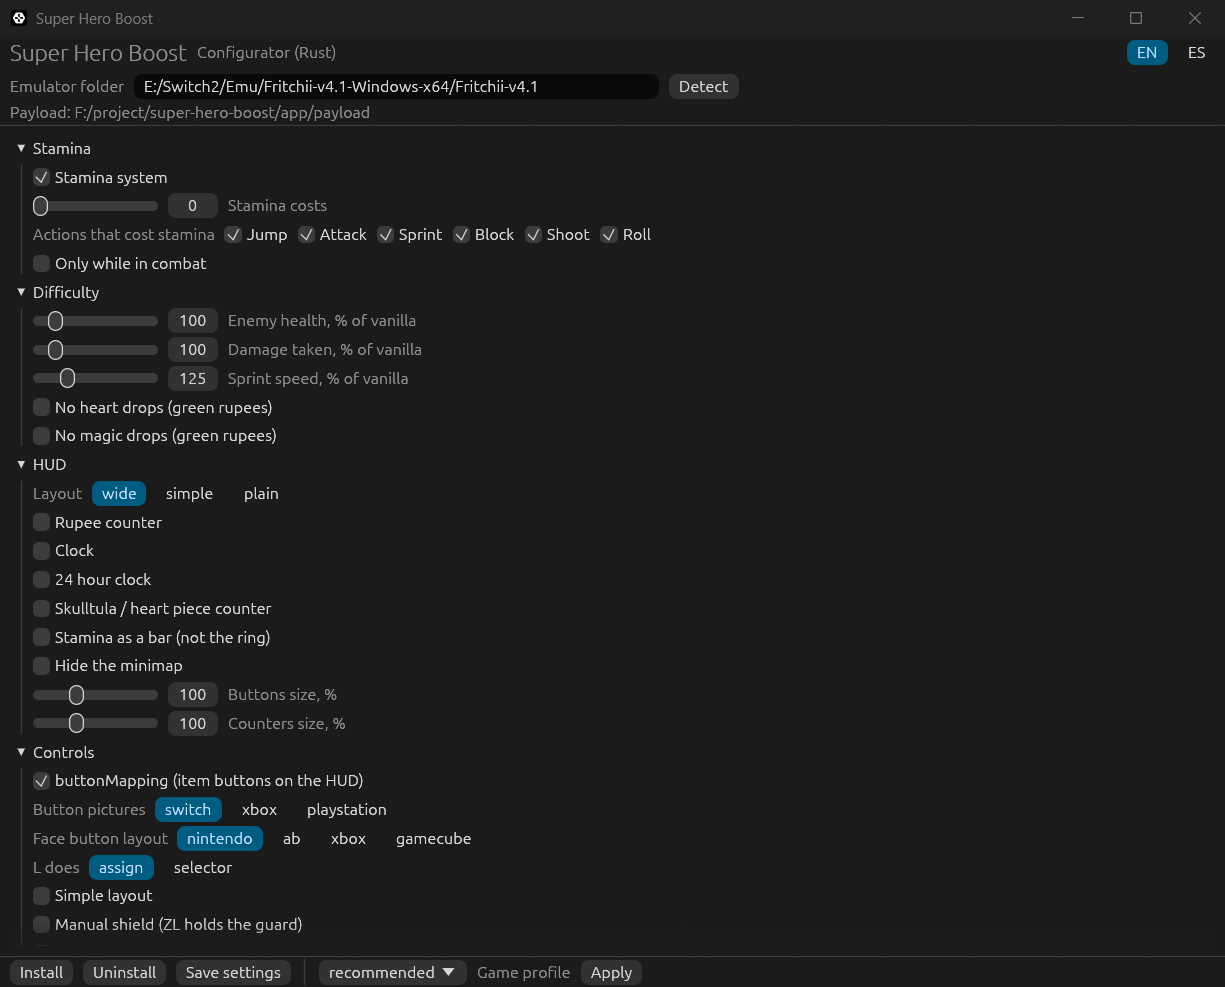 Super Hero Boost
Super Hero Boost Configurator (Rust) EN ES
Emulator folder E:/Switch2/Emu/Fritchii-v4.1-Windows-x64/Fritchii-v4.1 Detect
Payload: F:/project/super-hero-boost/app/payload
Stamina
Stamina system
0 Stamina costs
Actions that cost stamina Jump Attack Sprint Block Shoot Roll
Only while in combat
Difficulty
100 Enemy health, % of vanilla
100 Damage taken, % of vanilla
125 Sprint speed, % of vanilla
No heart drops (green rupees)
No magic drops (green rupees)
HUD
Layout wide simple plain
Rupee counter
Clock
24 hour clock
Skulltula / heart piece counter
Stamina as a bar (not the ring)
Hide the minimap
100 Buttons size, %
100 Counters size, %
Controls
buttonMapping (item buttons on the HUD)
Button pictures switch xbox playstation
Face button layout nintendo ab xbox gamecube
L does assign selector
Simple layout
Manual shield (ZL holds the guard)
Install Uninstall Save settings recommended Game profile Apply